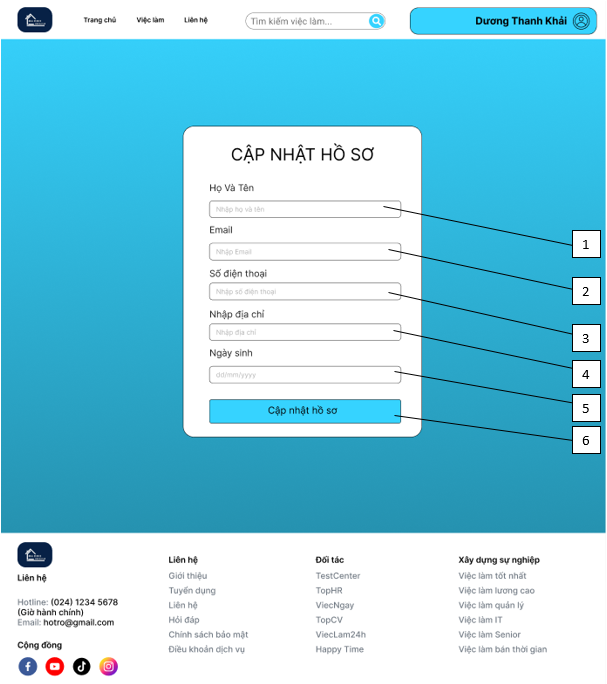 Trang chủ
Việc làm
Liên hệ
Tìm kiếm việc làm...
Dương Thanh Khải
CẬP NHẬT HỒ SƠ
Họ Và Tên
Nhập họ và tên
1
Email
Nhập Email
2
Số điện thoại
Nhập số điện thoại
3
Nhập địa chỉ
Nhập địa chỉ
4
Ngày sinh
dd/mm/yyyy
5
Cập nhật hồ sơ
6
Liên hệ
Hotline: (024) 1234 5678
(Giờ hành chính)
Email: hotro@gmail.com
Cộng đồng
Liên hệ
Giới thiệu
Tuyển dụng
Liên hệ
Hỏi đáp
Chính sách bảo mật
Điều khoản dịch vụ
Đối tác
TestCenter
TopHR
ViecNgay
TopCV
ViecLam24h
Happy Time
Xây dựng sự nghiệp
Việc làm tốt nhất
Việc làm lương cao
Việc làm quản lý
Việc làm IT
Việc làm Senior
Việc làm bán thời gian